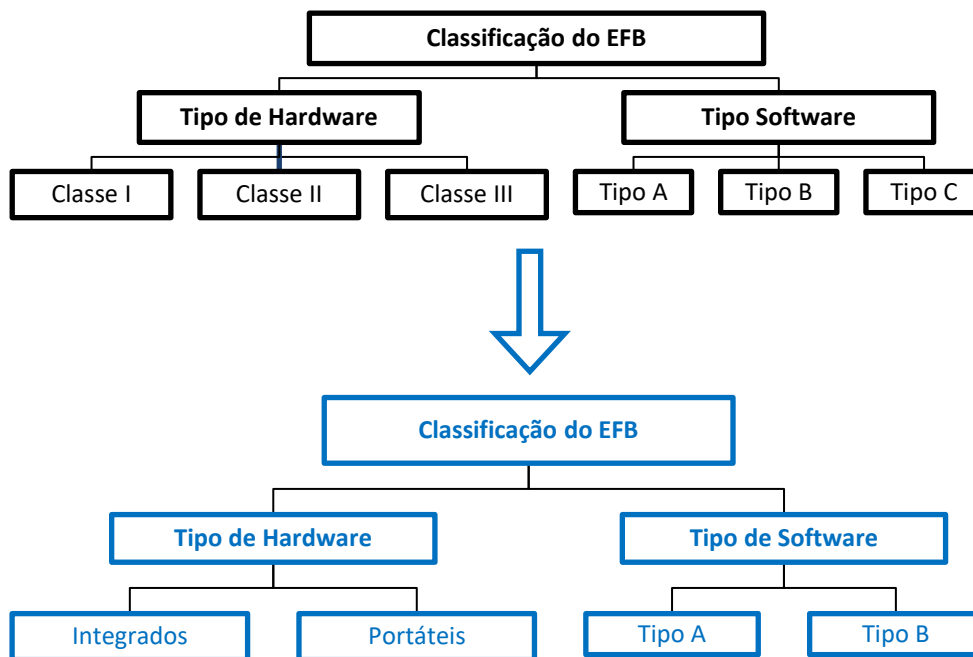 Classificação do EFB
Tipo de Hardware
Tipo Software
Classe I
Classe II
Classe III
Tipo A
Tipo B
Tipo C
Classificação do EFB
Tipo de Hardware
Tipo de Software
Integrados
Portáteis
Tipo A
Tipo B